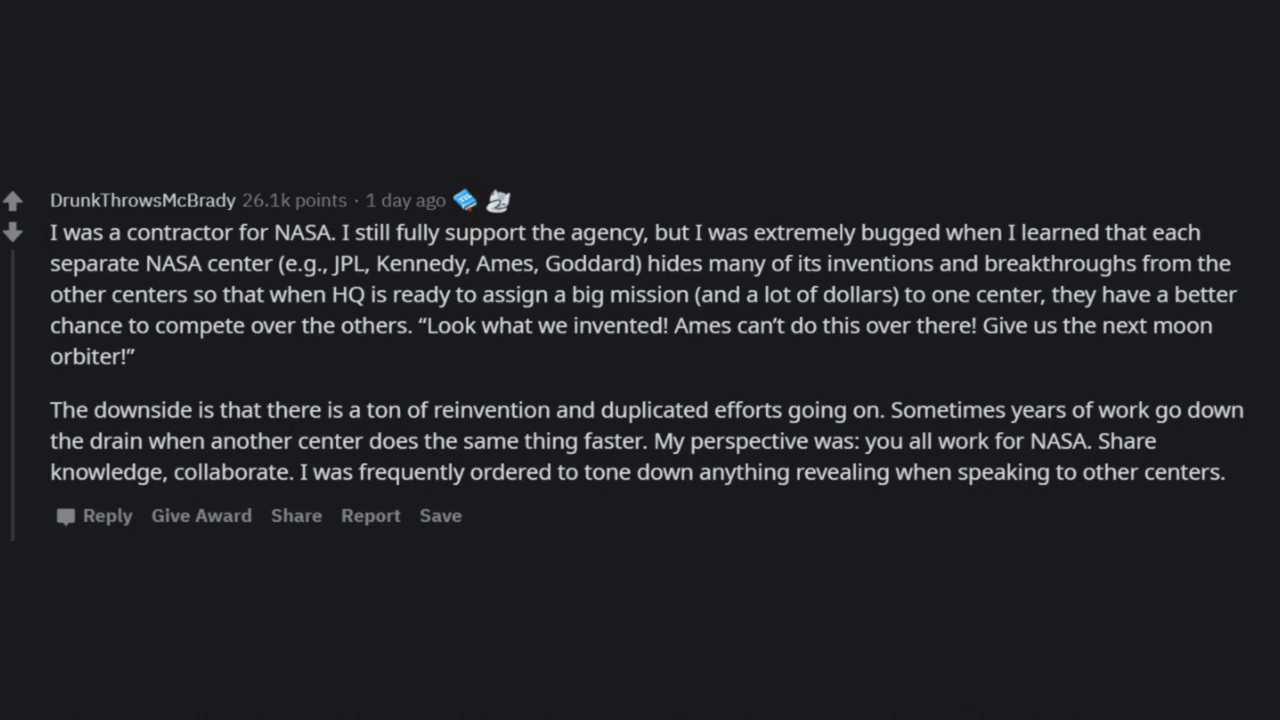 DrunkThrowsMcBrady 26.1k points · 1 day ago
I was a contractor for NASA. I still fully support the agency, but I was extremely bugged when I learned that each
separate NASA center (e.g., JPL, Kennedy, Ames, Goddard) hides many of its inventions and breakthroughs from the
other centers so that when HQ is ready to assign a big mission (and a lot of dollars) to one center, they have a better
chance to compete over the others. “Look what we invented! Ames can’t do this over there! Give us the next moon
orbiter!”
The downside is that there is a ton of reinvention and duplicated efforts going on. Sometimes years of work go down
the drain when another center does the same thing faster. My perspective was: you all work for NASA. Share
knowledge, collaborate. I was frequently ordered to tone down anything revealing when speaking to other centers.
Reply Give Award Share Report Save